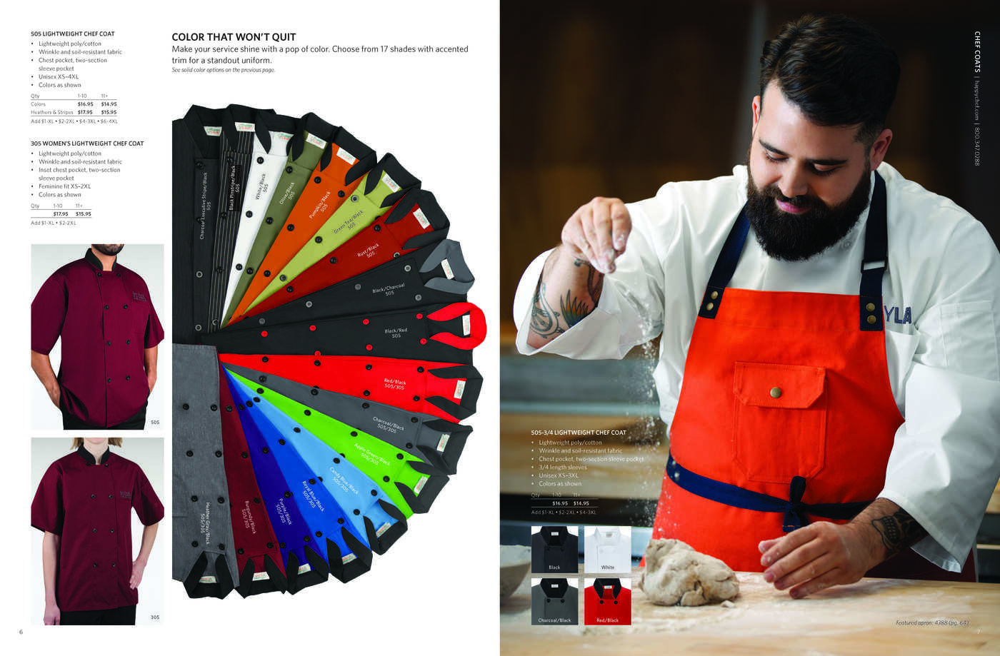 505 LIGHTWEIGHT CHEF COAT
• Lightweight poly/cotton
• Wrinkle and soil-resistant fabric
• Chest pocket, two-section
sleeve pocket
• Unisex XS–4XL
• Colors as shown
Qty 1-10 11+
Colors $16.95 $14.95
Heathers & Stripes $17.95 $15.95
Add $1-XL • $2-2XL • $4-3XL • $6-4XL
305 WOMEN'S LIGHTWEIGHT CHEF COAT
• Lightweight poly/cotton
• Wrinkle and soil-resistant fabric
• Inset chest pocket, two-section
sleeve pocket
• Feminine fit XS–2XL
• Colors as shown
Qty 1-10 11+
$17.95 $15.95
Add $1-XL • $2-2XL
505
305
6
COLOR THAT WON'T QUIT
Make your service shine with a pop of color. Choose from 17 shades with accented
trim for a standout uniform.
See solid color options on the previous page.
Charcoal Executive Stripe/Black
505
Black Pinstripe/Black
505
White/Black
505
Olive/Black
505
Pumpkin/Black
505
Green Tea/Black
505
Rust/Black
505
Black/Charcoal
505
Black/Red
505
Red/Black
505/305
Charcoal/Black
505/305
Apple Green/Black
505/305
Candy Blue/Black
505/305
Royal Blue/Black
505/305
Purple/Black
505/305
Burgundy/Black
505/305
Heather Gray/Black
505/305
CHEF COATS | happychef.com | 800.347.0288
YLA
505-3/4 LIGHTWEIGHT CHEF COAT
• Lightweight poly/cotton
• Wrinkle and soil-resistant fabric
• Chest pocket, two-section sleeve pocket
• 3/4 length sleeves
• Unisex XS–3XL
• Colors as shown
Qty 1-10 11+
$16.95 $14.95
Add $1-XL • $2-2XL • $4-3XL
Black
White
Charcoal/Black
Red/Black
Featured apron: 4388 (pg. 64)
7